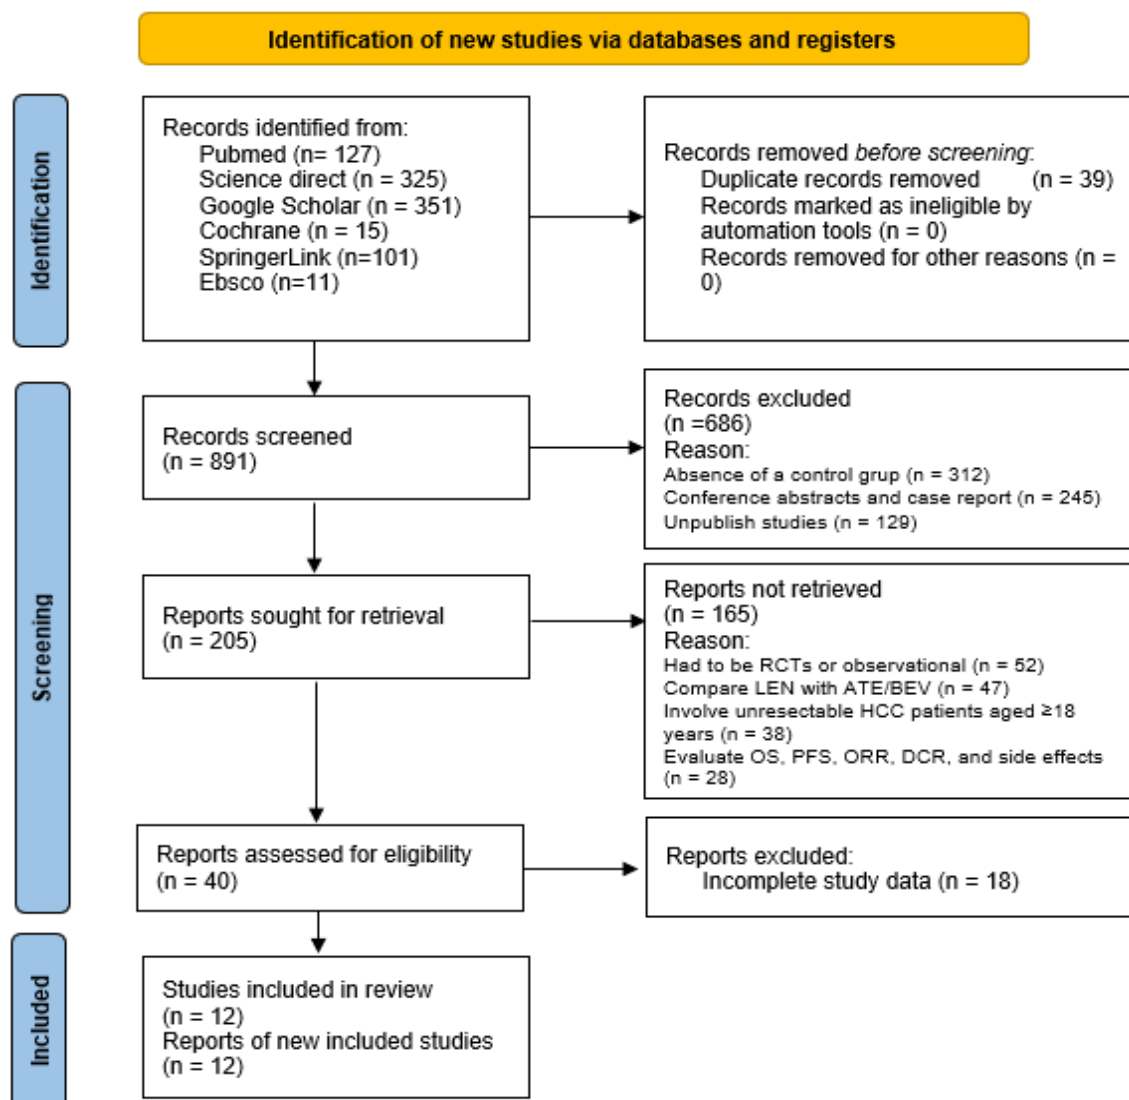 Identification of new studies via databases and registers
Identification
Records identified from:
Pubmed (n= 127)
Science direct (n = 325)
Google Scholar (n = 351)
Cochrane (n = 15)
SpringerLink (n=101)
Ebsco (n=11)
Records removed before screening:
Duplicate records removed (n = 39)
Records marked as ineligible by
automation tools (n = 0)
Records removed for other reasons (n =
0)
Screening
Records screened
(n = 891)
Records excluded
(n =686)
Reason:
Absence of a control grup (n = 312)
Conference abstracts and case report (n = 245)
Unpublish studies (n = 129)
Reports sought for retrieval
(n = 205)
Reports not retrieved
(n = 165)
Reason:
Had to be RCTs or observational (n = 52)
Compare LEN with ATE/BEV (n = 47)
Involve unresectable HCC patients aged ≥18
years (n = 38)
Evaluate OS, PFS, ORR, DCR, and side effects
(n = 28)
Reports assessed for eligibility
(n = 40)
Reports excluded:
Incomplete study data (n = 18)
Included
Studies included in review
(n = 12)
Reports of new included studies
(n = 12)